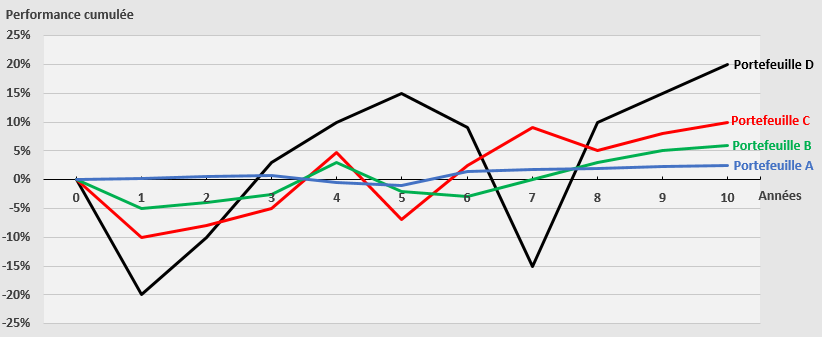 Performance cumulée
25%
20%
Portefeuille D
15%
10%
Portefeuille C
5%
Portefeuille B
Portefeuille A
0%
0 1 2 3 4 5 6 7 8 9 10 Années
-5%
-10%
-15%
-20%
-25%